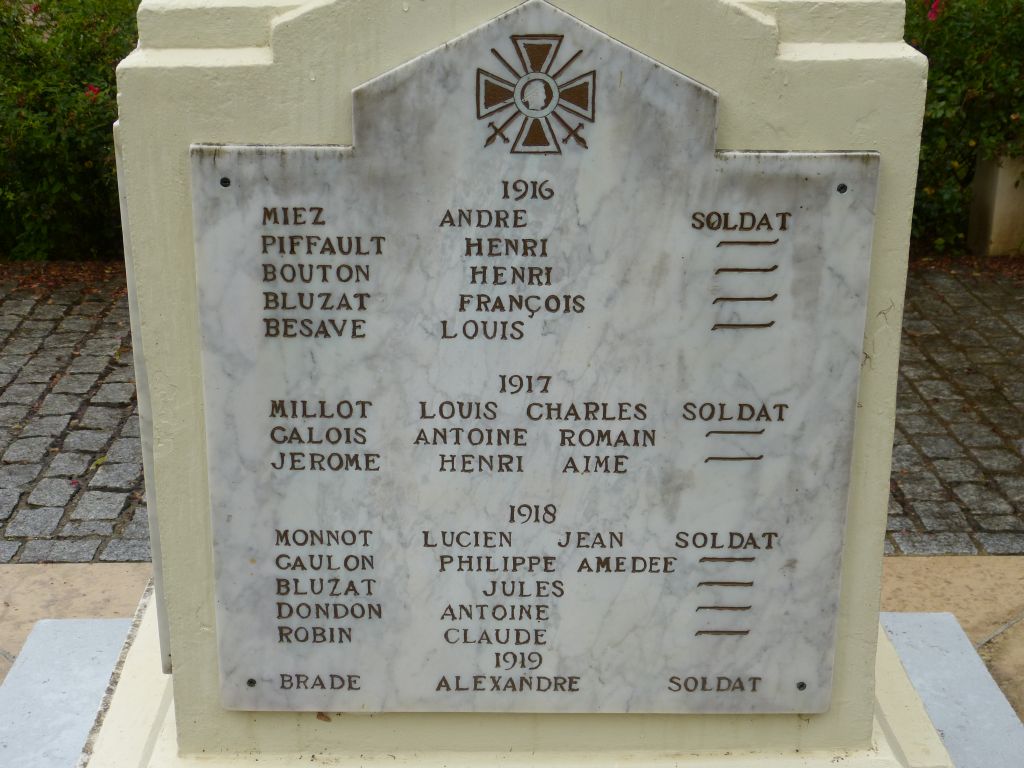 1916
MIEZ ANDRE SOLDAT
PIFFAULT HENRI —
BOUTON HENRI —
BLUZAT FRANÇOIS —
BESAVE LOUIS —
1917
MILLOT LOUIS CHARLES SOLDAT
GALOIS ANTOINE ROMAIN —
JEROME HENRI AIME —
1918
MONNOT LUCIEN JEAN SOLDAT
GAULON PHILIPPE AMEDEE —
BLUZAT JULES —
DONDON ANTOINE —
ROBIN CLAUDE —
1919
BRADE ALEXANDRE SOLDAT